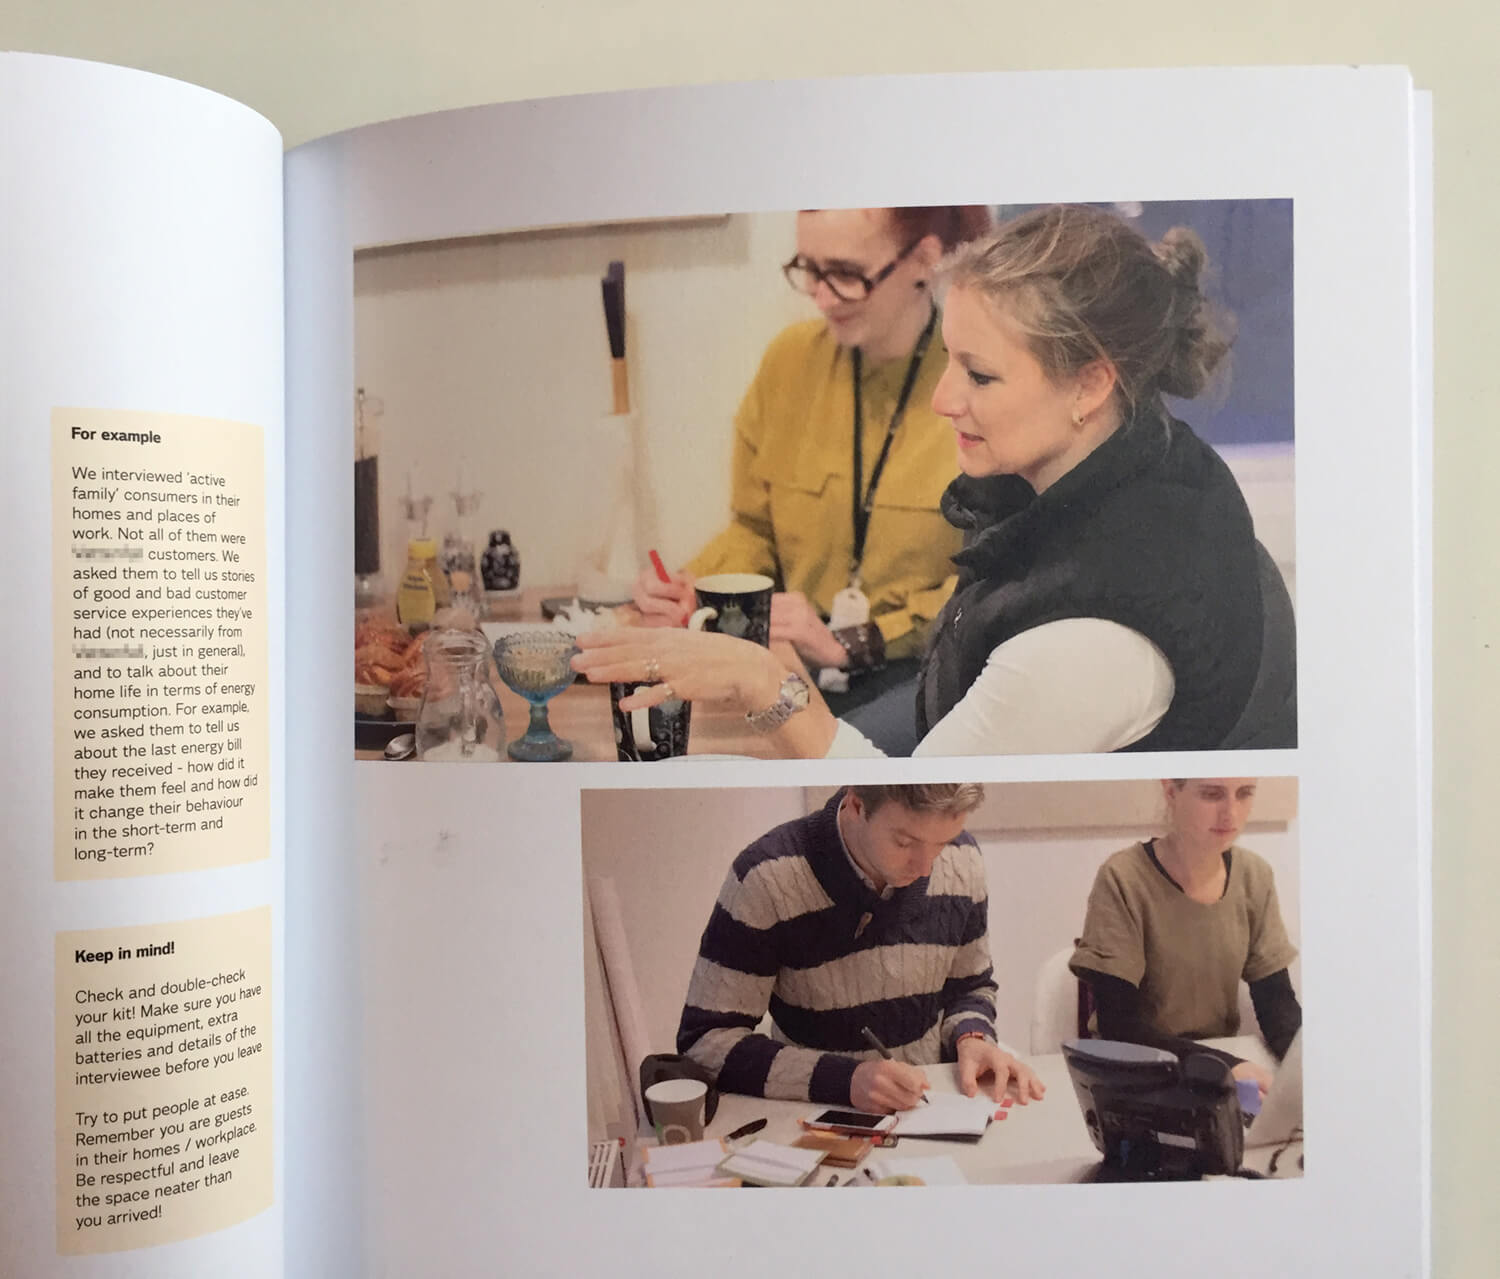 For example
We interviewed 'active
family' consumers in their
homes and places of
work. Not all of them were
customers. We
asked them to tell us stories
of good and bad customer
service experiences they've
had (not necessarily from
, just in general),
and to talk about their
home life in terms of energy
consumption. For example,
we asked them to tell us
about the last energy bill
they received - how did it
make them feel and how did
it change their behaviour
in the short-term and
long-term?
Keep in mind!
Check and double-check
your kit! Make sure you have
all the equipment, extra
batteries and details of the
interviewee before you leave
Try to put people at ease.
Remember you are guests
in their homes / workplace.
Be respectful and leave
the space neater than
you arrived!